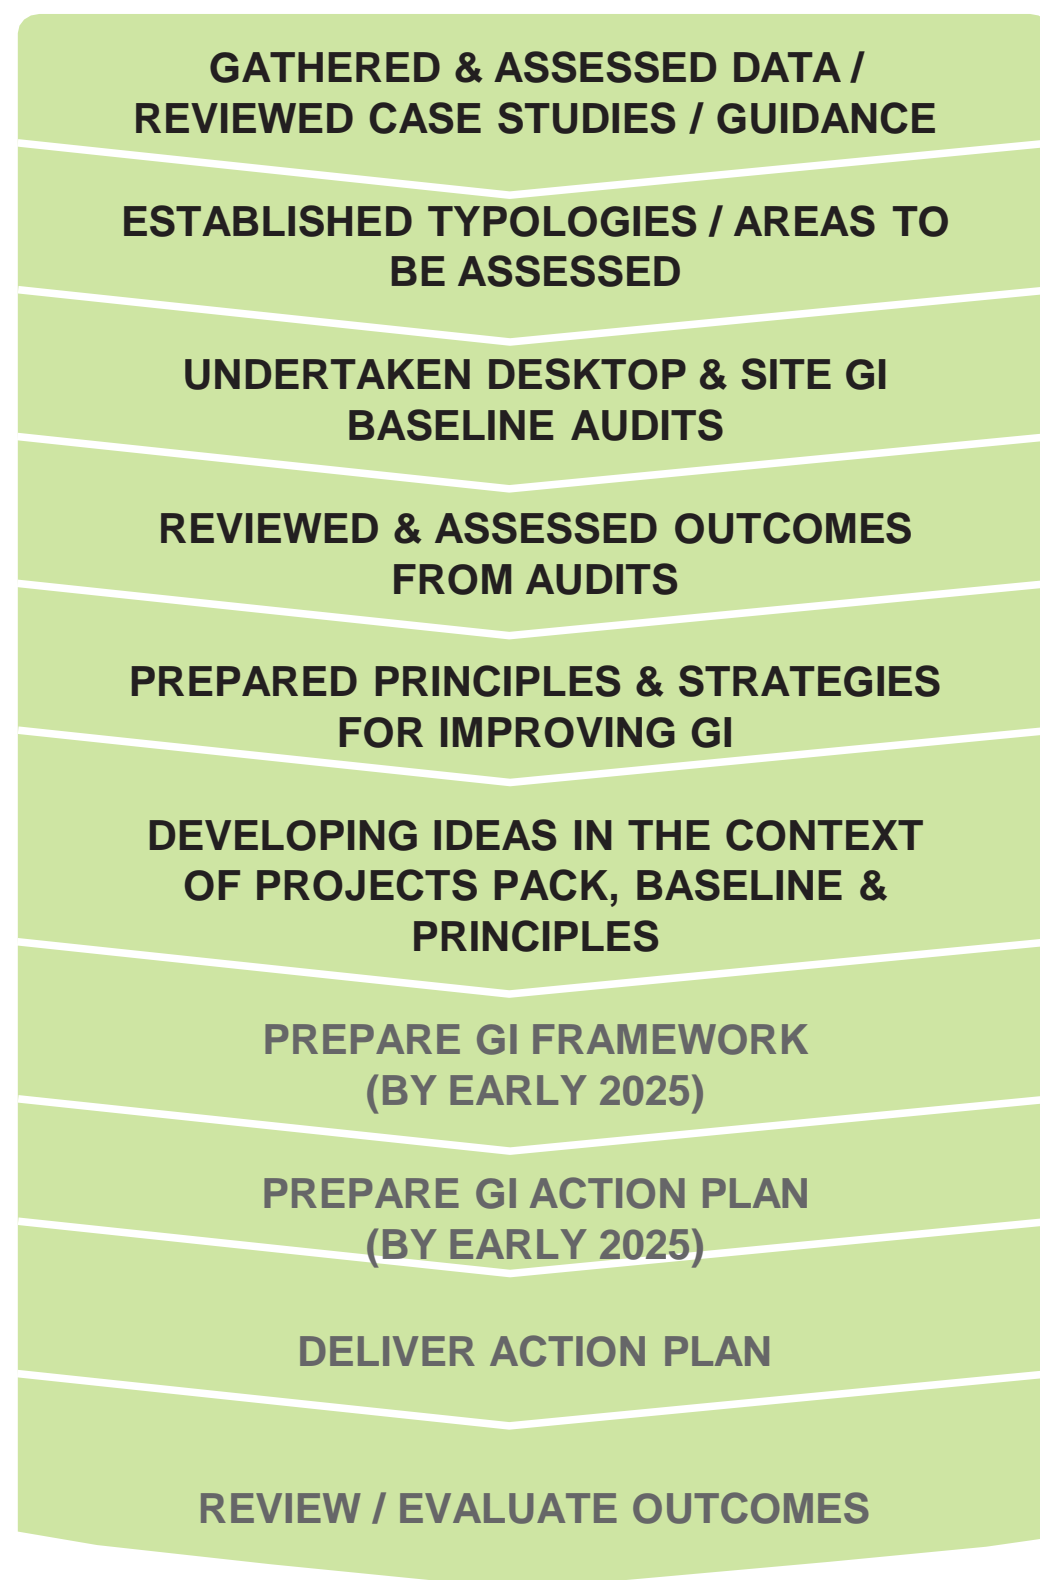 GATHERED & ASSESSED DATA /
REVIEWED CASE STUDIES / GUIDANCE
ESTABLISHED TYPOLOGIES / AREAS TO
BE ASSESSED
UNDERTAKEN DESKTOP & SITE GI
BASELINE AUDITS
REVIEWED & ASSESSED OUTCOMES
FROM AUDITS
PREPARED PRINCIPLES & STRATEGIES
FOR IMPROVING GI
DEVELOPING IDEAS IN THE CONTEXT
OF PROJECTS PACK, BASELINE &
PRINCIPLES
PREPARE GI FRAMEWORK
(BY EARLY 2025)
PREPARE GI ACTION PLAN
(BY EARLY 2025)
DELIVER ACTION PLAN
REVIEW / EVALUATE OUTCOMES